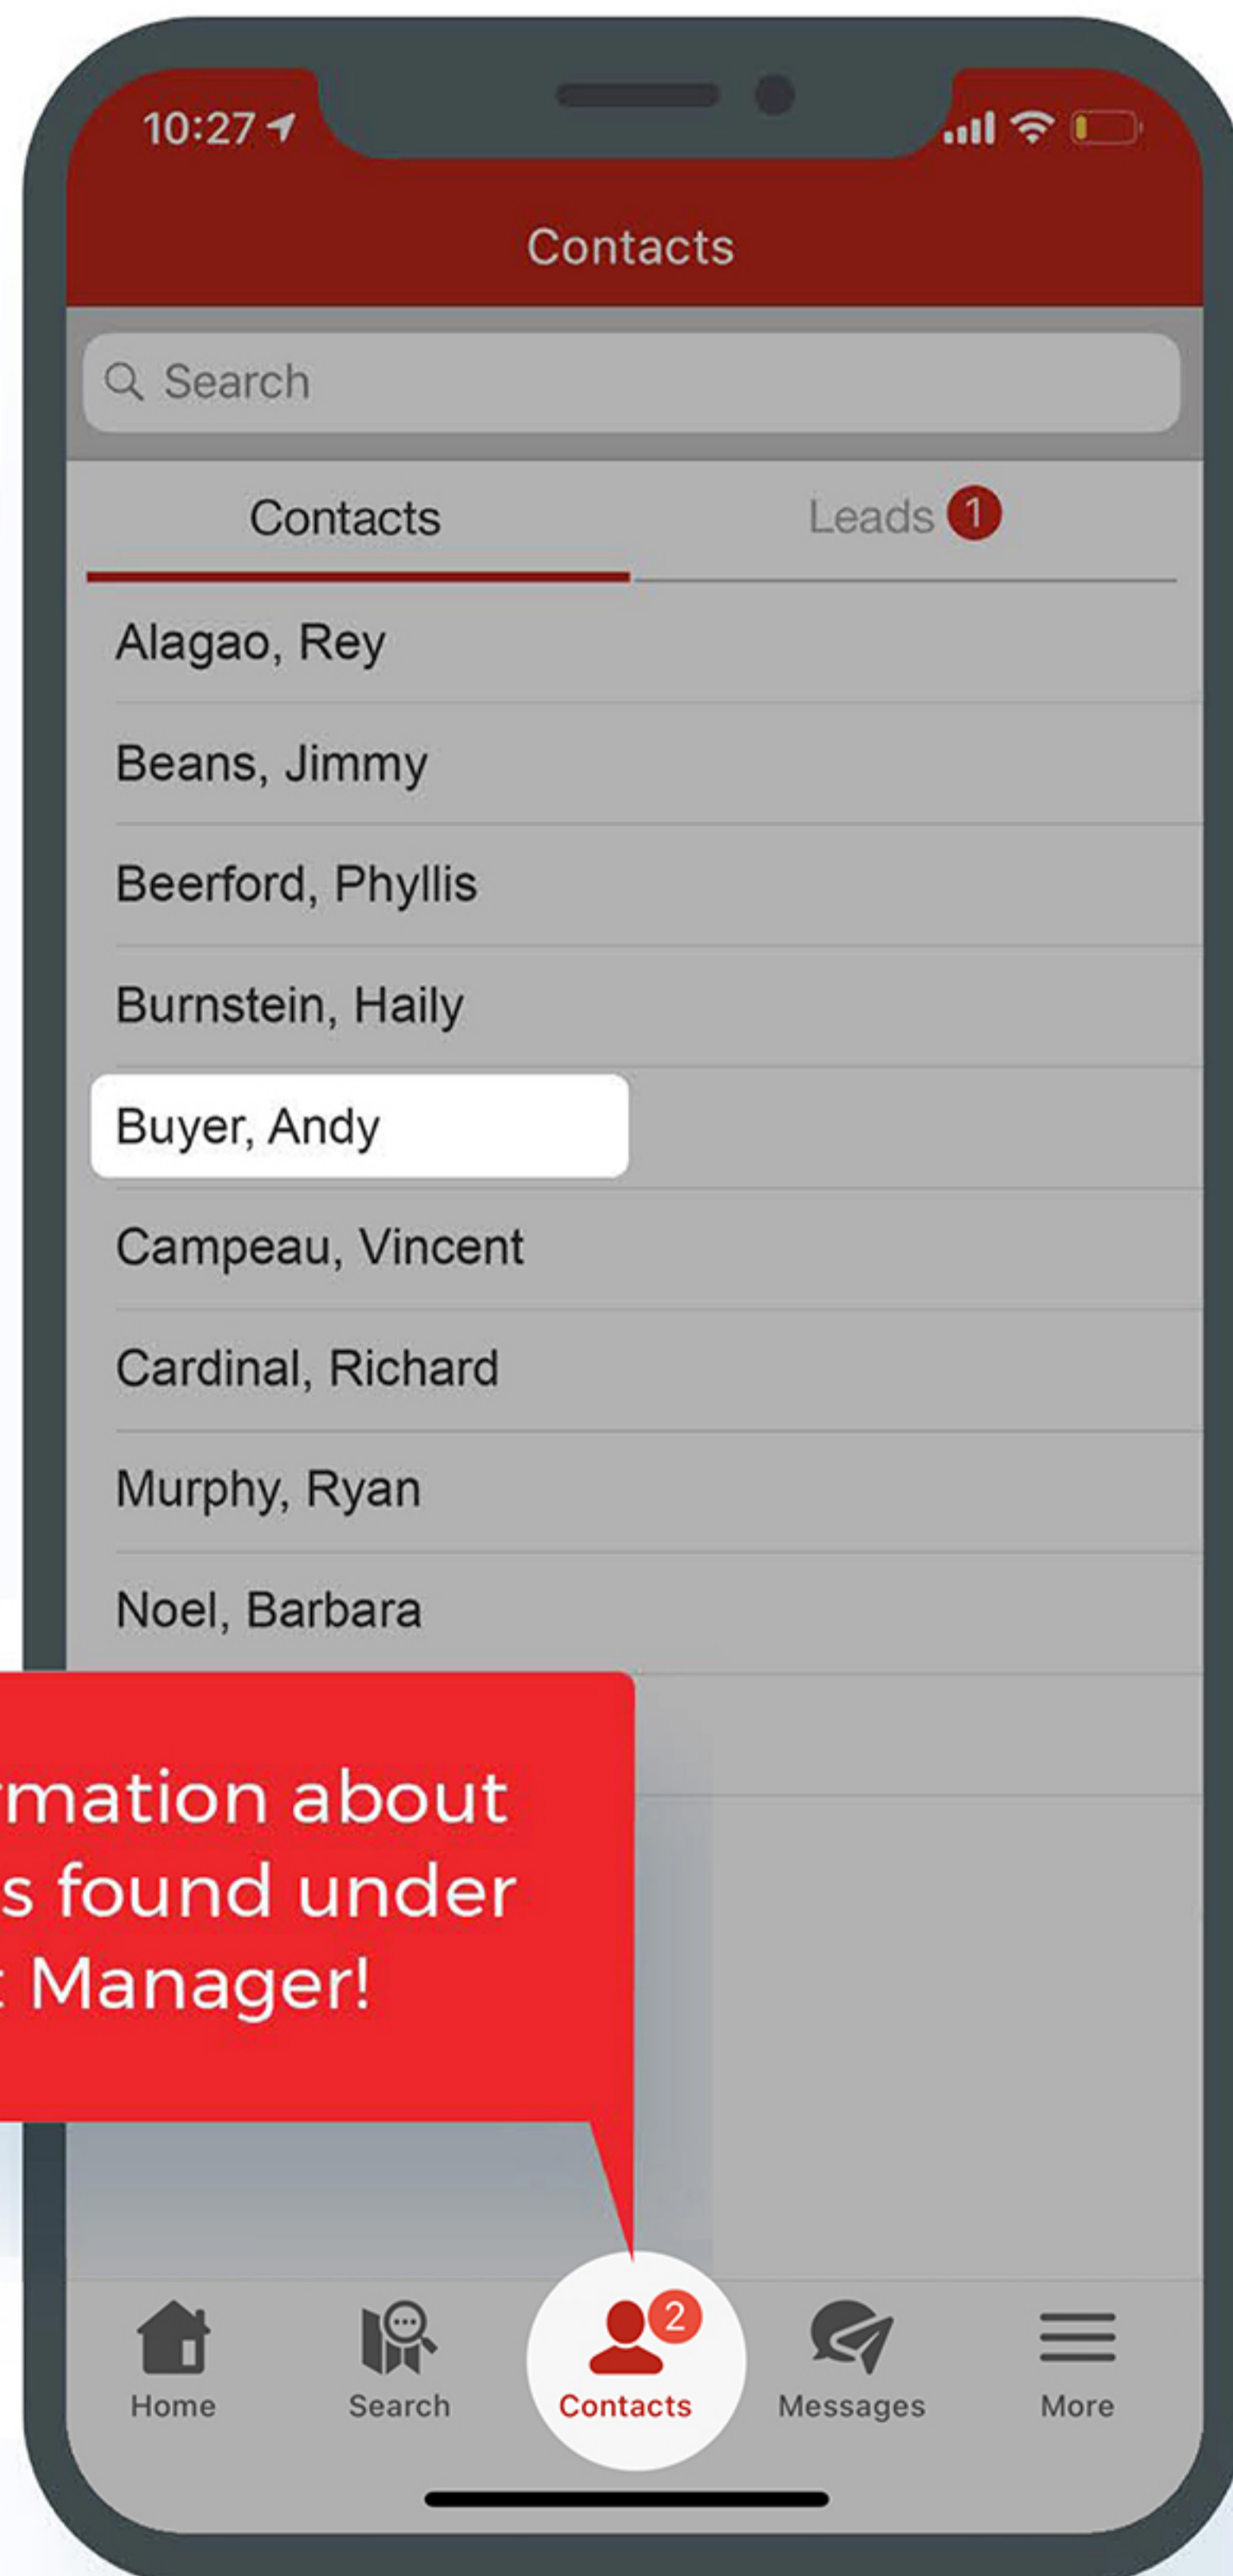 10:27
Contacts
Search
Contacts
Leads 1
Alagao, Rey
Beans, Jimmy
Beerford, Phyllis
Burnstein, Haily
Buyer, Andy
Campeau, Vincent
Cardinal, Richard
Murphy, Ryan
Noel, Barbara
rmation about
s found under
t Manager!
2
Home
Search
Contacts
Messages
More